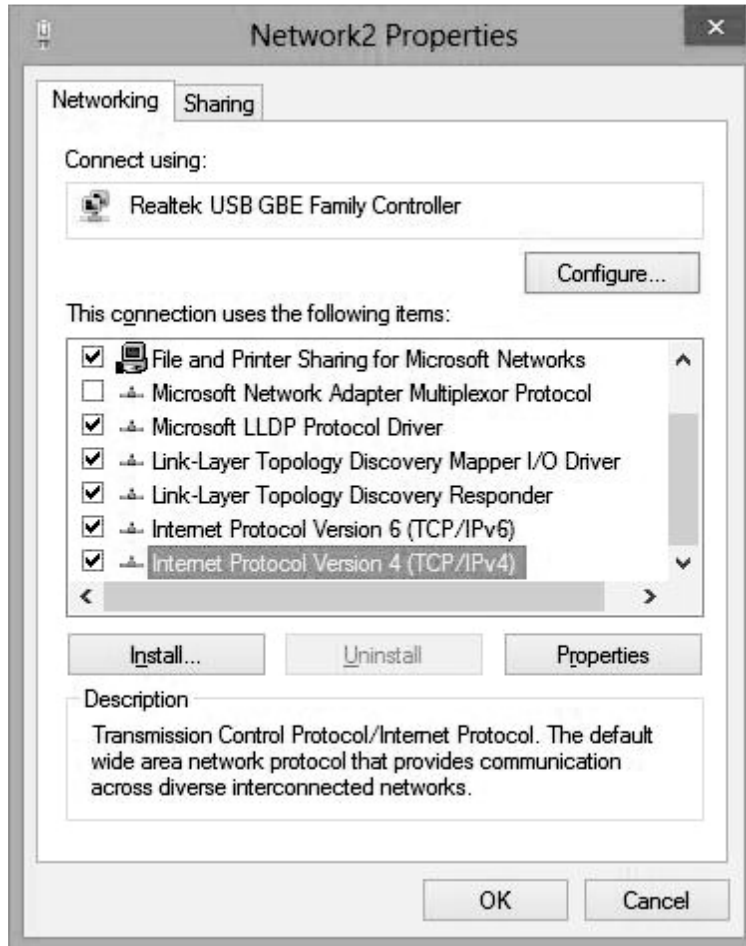 Network2 Properties
Networking
Sharing
Connect using:
Realtek USB GBE Family Controller
Configure...
This connection uses the following items:
File and Printer Sharing for Microsoft Networks
Microsoft Network Adapter Multiplexor Protocol
Microsoft LLDP Protocol Driver
Link-Layer Topology Discovery Mapper I/O Driver
Link-Layer Topology Discovery Responder
Internet Protocol Version 6 (TCP/IPv6)
Internet Protocol Version 4 (TCP/IPv4)
Install...
Uninstall
Properties
Description
Transmission Control Protocol/Internet Protocol. The default
wide area network protocol that provides communication
across diverse interconnected networks.
OK
Cancel